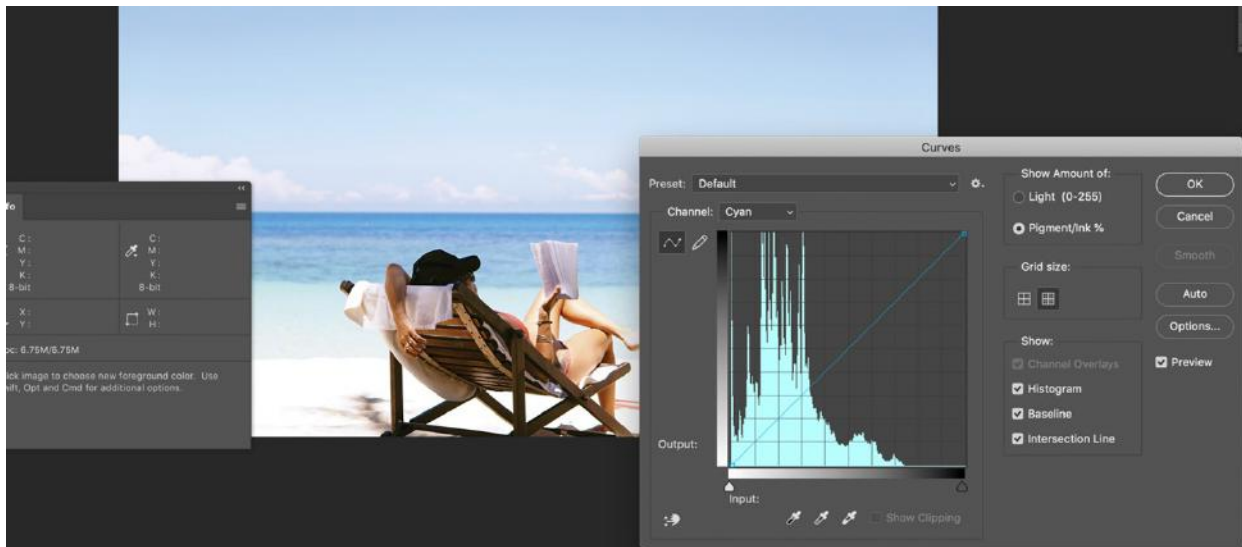 Curves
Preset: Default
Channel: Cyan
Output:
Input:
Show Clipping
Show Amount of:
Light (0-255)
Pigment/Ink %
Grid size:
Show:
Channel Overlays
Histogram
Baseline
Intersection Line
OK
Cancel
Smooth
Auto
Options...
Preview
C: C:
M: M:
Y: Y:
K: K:
8-bit 8-bit
X: W:
Y: H:
6.75M/6.75M
image to choose new foreground color. Use
Opt and Cmd for additional options.